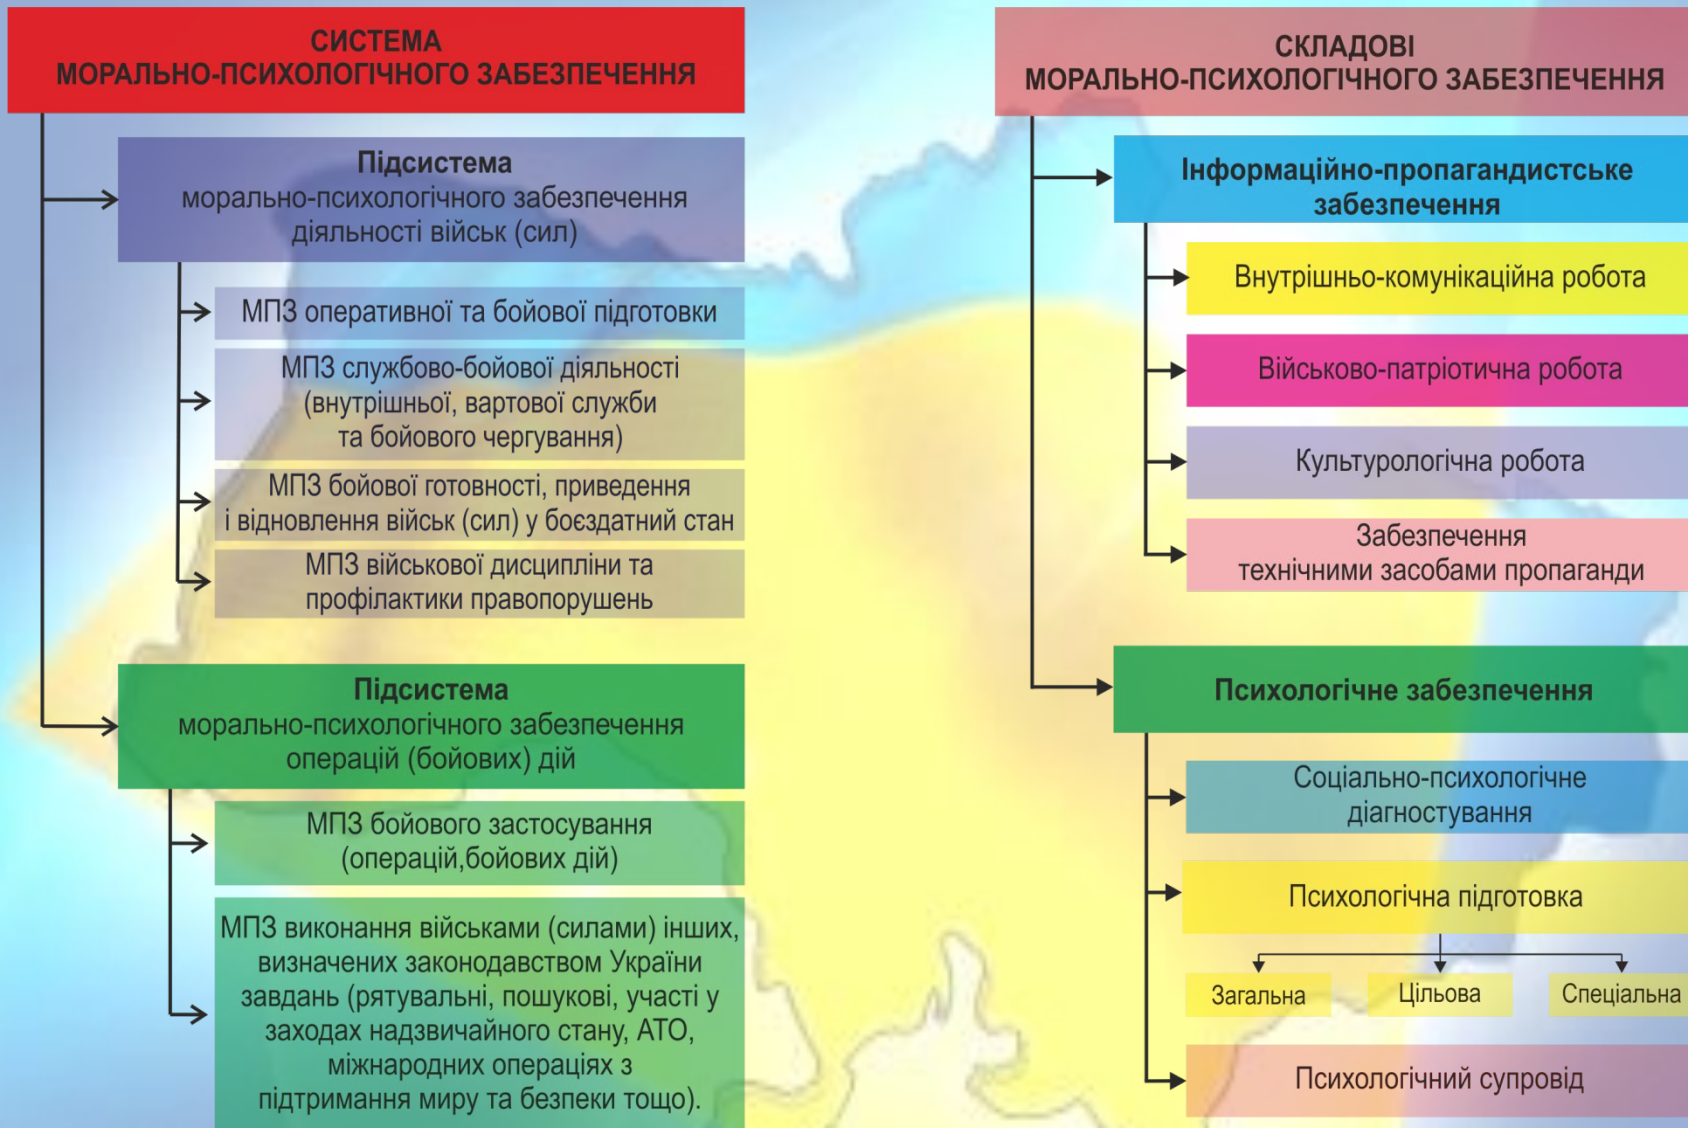 СИСТЕМА
МОРАЛЬНО-ПСИХОЛОГІЧНОГО ЗАБЕЗПЕЧЕННЯ
Підсистема
морально-психологічного забезпечення
діяльності військ (сил)
МПЗ оперативної та бойової підготовки
МПЗ службово-бойової діяльності
(внутрішньої, вартової служби
та бойового чергування)
МПЗ бойової готовності, приведення
і відновлення військ (сил) у боєздатний стан
МПЗ військової дисципліни та
профілактики правопорушень
Підсистема
морально-психологічного забезпечення
операцій (бойових) дій
МПЗ бойового застосування
(операцій,бойових дій)
МПЗ виконання військами (силами) інших,
визначених законодавством України
завдань (рятувальні, пошукові, участі у
заходах надзвичайного стану, АТО,
міжнародних операціях з
підтримання миру та безпеки тощо).
СКЛАДОВІ
МОРАЛЬНО-ПСИХОЛОГІЧНОГО ЗАБЕЗПЕЧЕННЯ
Інформаційно-пропагандистське
забезпечення
Внутрішньо-комунікаційна робота
Військово-патріотична робота
Культурологічна робота
Забезпечення
технічними засобами пропаганди
Психологічне забезпечення
Соціально-психологічне
діагностування
Психологічна підготовка
Загальна
Цільова
Спеціальна
Психологічний супровід